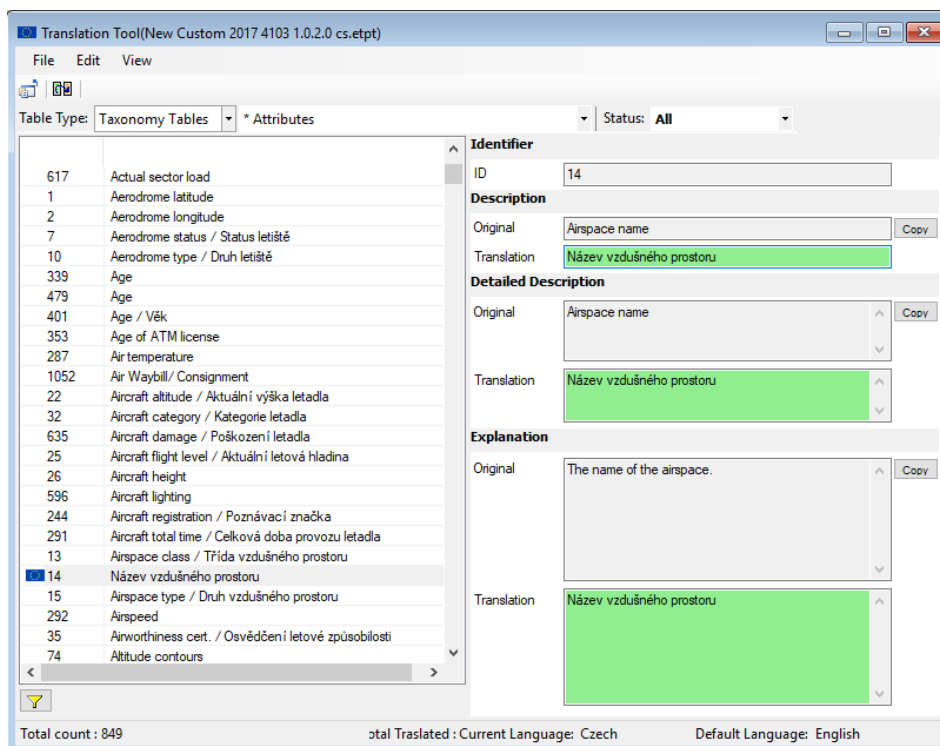 Translation Tool(New Custom 2017 4103 1.0.2.0 cs.etpt)
File Edit View
Table Type: Taxonomy Tables * Attributes Status: All
617 Actual sector load
1 Aerodrome latitude
2 Aerodrome longitude
7 Aerodrome status / Status letiště
10 Aerodrome type / Druh letiště
339 Age
479 Age
401 Age / Věk
353 Age of ATM license
287 Air temperature
1052 Air Waybill/ Consignment
22 Aircraft altitude / Aktuální výška letadla
32 Aircraft category / Kategorie letadla
635 Aircraft damage / Poškození letadla
25 Aircraft flight level / Aktuální letová hladina
26 Aircraft height
596 Aircraft lighting
244 Aircraft registration / Poznávací značka
291 Aircraft total time / Celková doba provozu letadla
13 Airspace class / Třída vzdušného prostoru
14 Název vzdušného prostoru
15 Airspace type / Druh vzdušného prostoru
292 Airspeed
35 Airworthiness cert. / Osvědčení letové způsobilosti
74 Altitude contours
Identifier
ID 14
Description
Original Airspace name Copy
Translation Název vzdušného prostoru
Detailed Description
Original Airspace name Copy
Translation Název vzdušného prostoru
Explanation
Original The name of the airspace. Copy
Translation Název vzdušného prostoru
Total count : 849 otal Traslated : Current Language: Czech Default Language: English